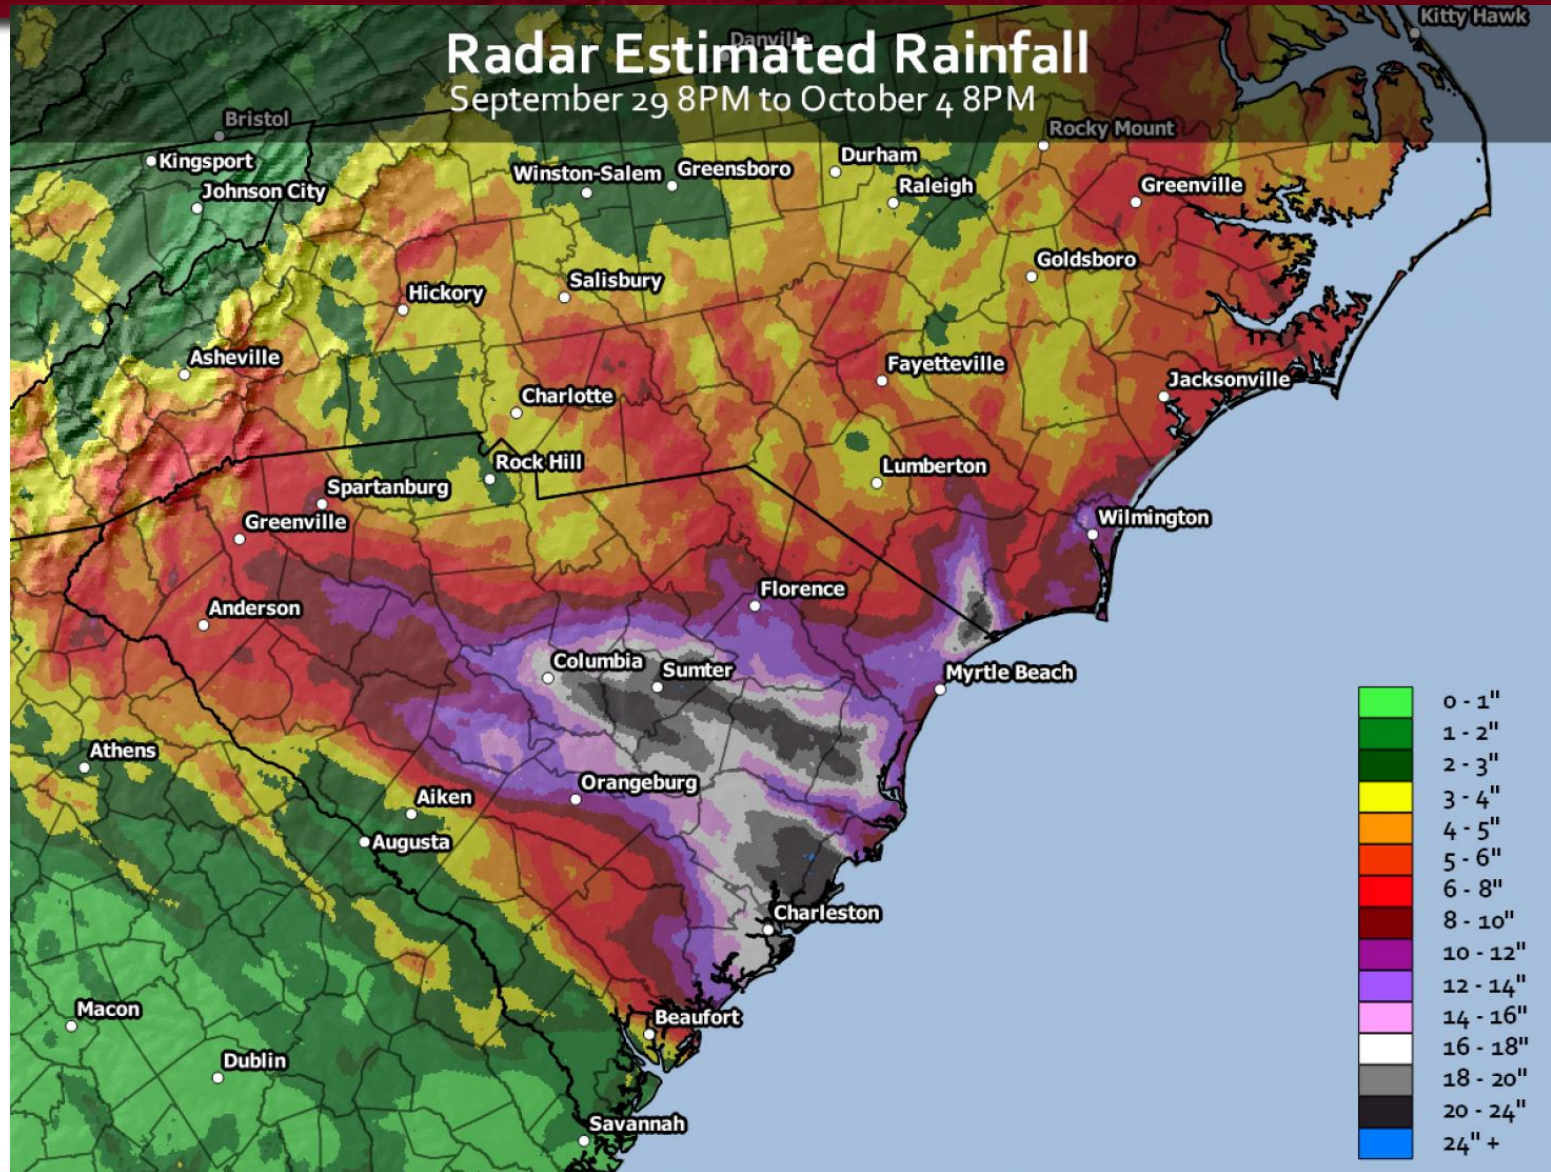 Kitty Hawk
Danville
Radar Estimated Rainfall
September 29 8PM to October 4 8PM
Bristol
Rocky Mount
Kingsport
Durham
Winston-Salem
Greensboro
Johnson City
Raleigh
Greenville
Goldsboro
Salisbury
Hickory
Asheville
Fayetteville
Jacksonville
Charlotte
Rock Hill
Lumberton
Spartanburg
Greenville
Wilmington
Florence
Anderson
Columbia
Sumter
Myrtle Beach
Athens
Orangeburg
Aiken
Augusta
Charleston
Macon
Beaufort
Dublin
Savannah
0 - 1"
1 - 2"
2 - 3"
3 - 4"
4 - 5"
5 - 6"
6 - 8"
8 - 10"
10 - 12"
12 - 14"
14 - 16"
16 - 18"
18 - 20"
20 - 24"
24" +